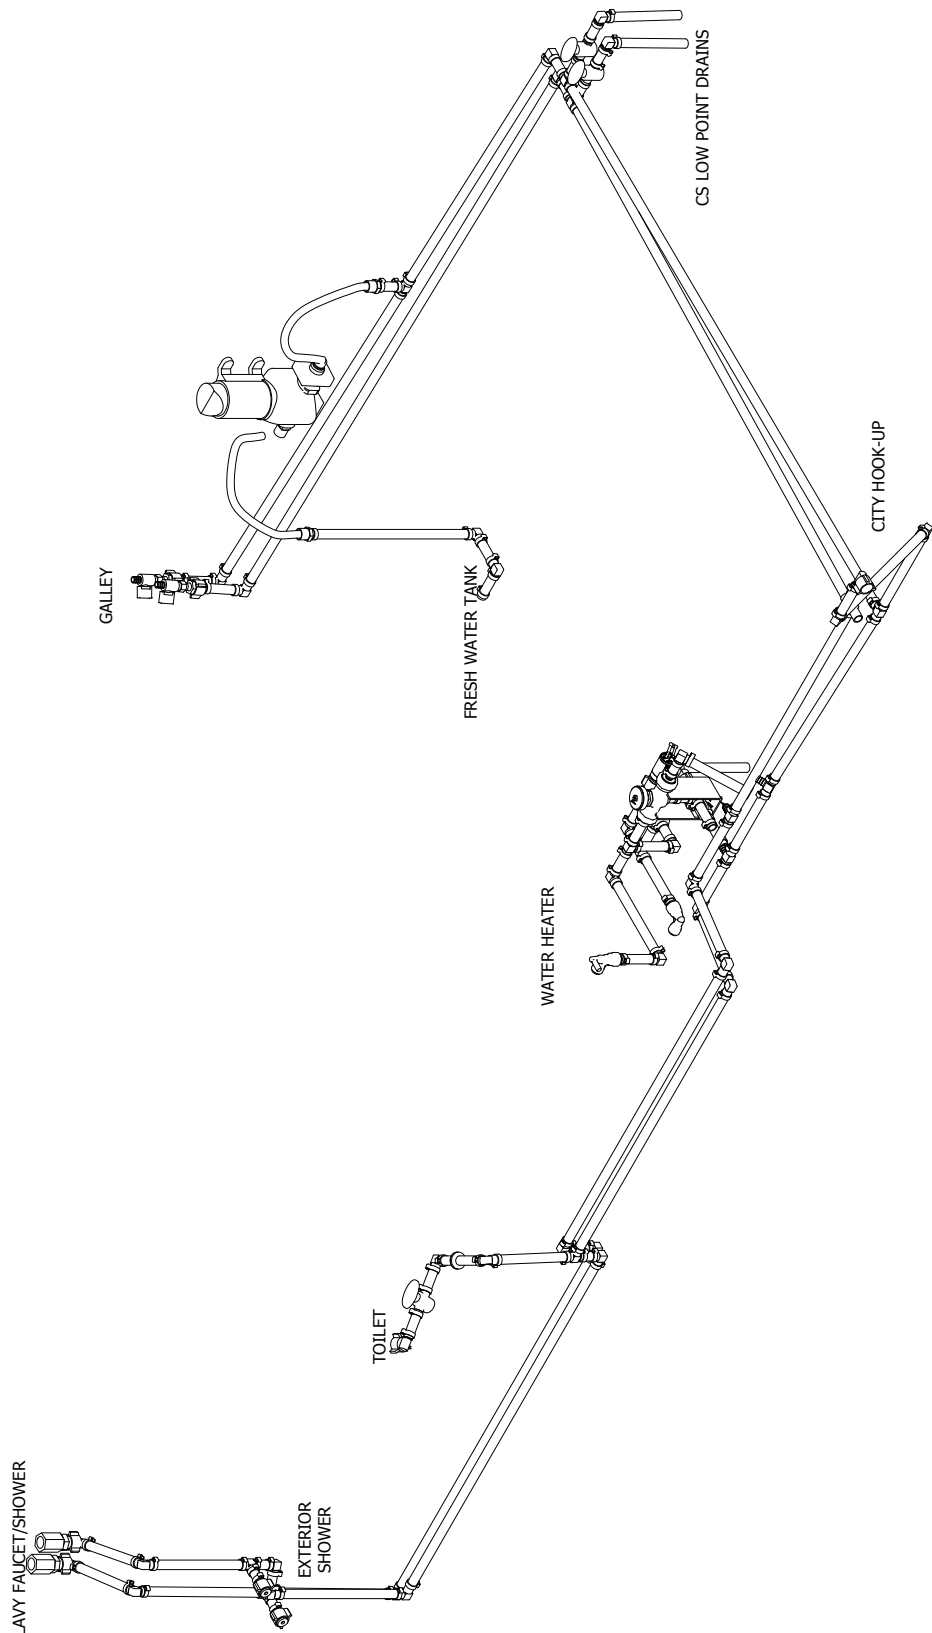 CS LOW POINT DRAINS
CITY HOOK-UP
GALLEY
FRESH WATER TANK
WATER HEATER
TOILET
EXTERIOR
SHOWER
AVY FAUCET/SHOWER